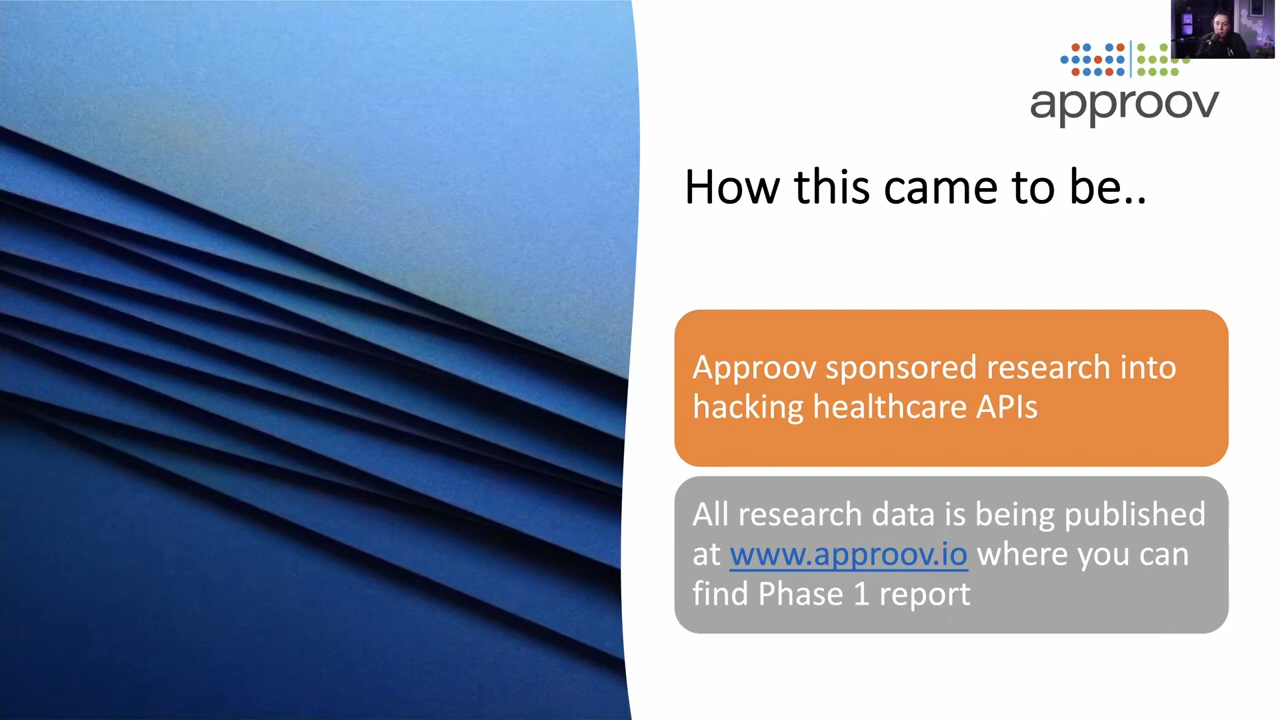 approov
How this came to be..
Approov sponsored research into
hacking healthcare APIs
All research data is being published
at www.approov.io where you can
find Phase 1 report